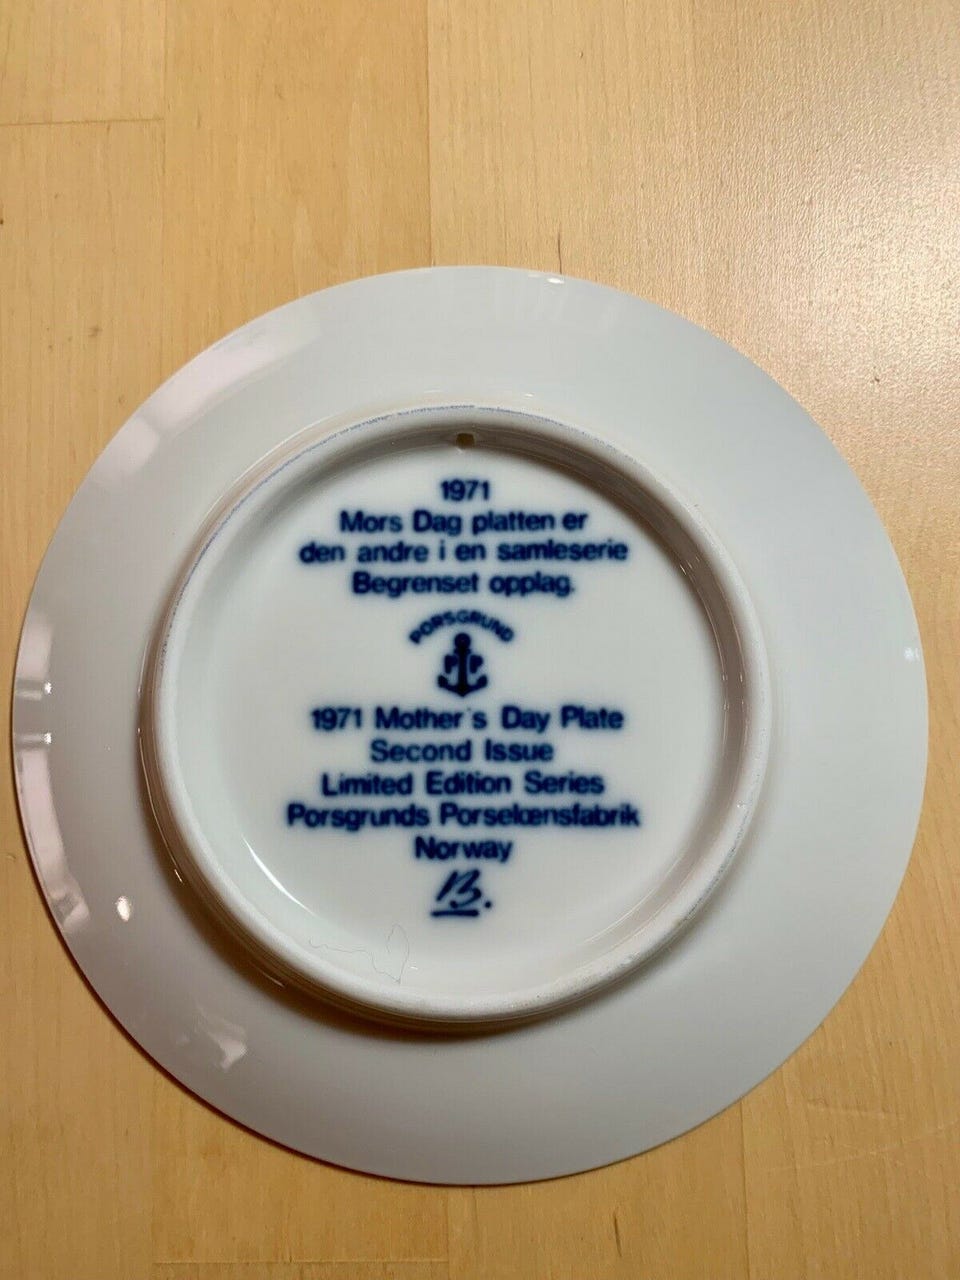 1971
Mors Dag platten er
den andre i en samleserie
Begrenset opplag.
PORSGRUND
P P
1971 Mother's Day Plate
Second Issue
Limited Edition Series
Porsgrunds Porselænsfabrik
Norway